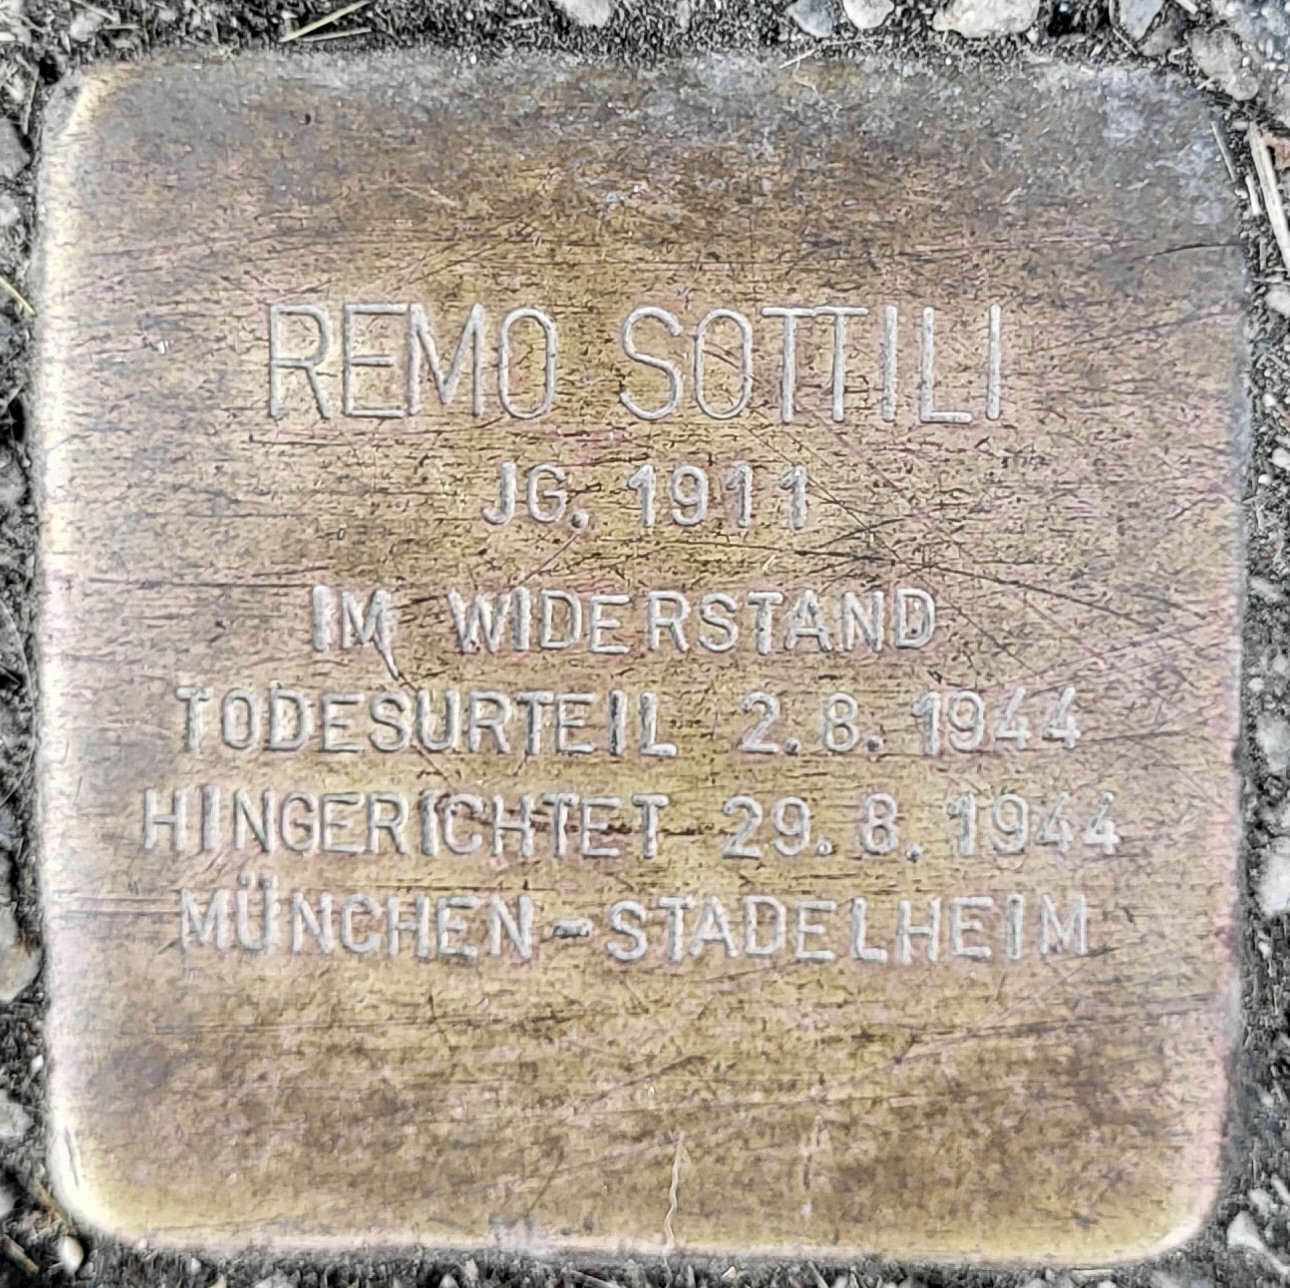 REMO SOTTILI
JG. 1911
IM WIDERSTAND
TODESURTEIL 2.8.1944
HINGERICHTET 29.8.1944
MÜNCHEN-STADELHEIM